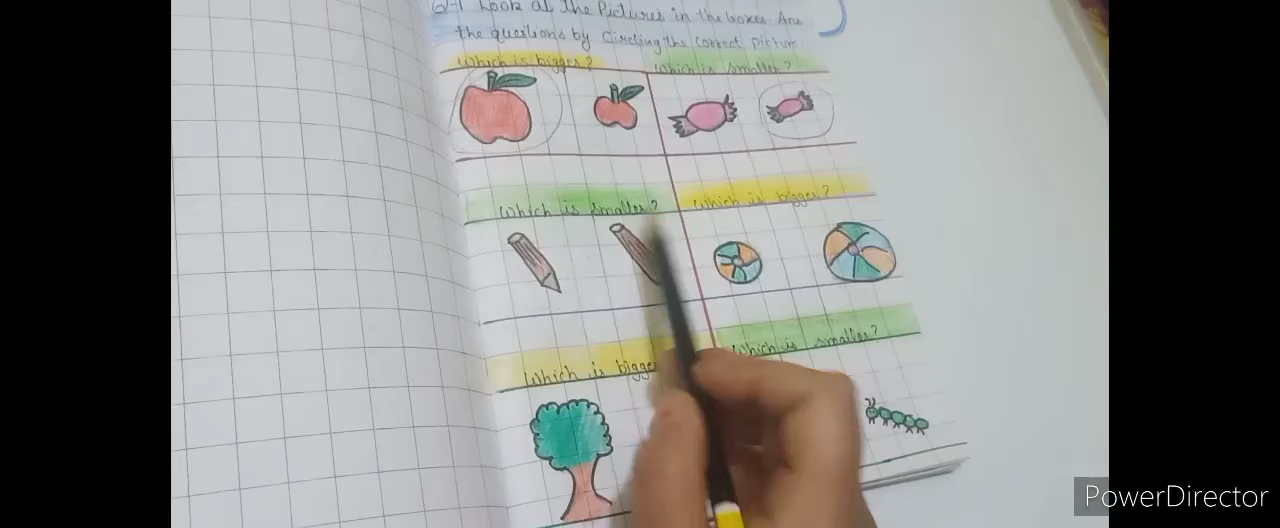 Q-1 Look at The Pictures in the boxes. Ans
the questions by Circling the correct picture.
Which is bigger?
Which is smaller?
Which is smaller?
Which is bigger?
Which is bigge
Which is smaller?
PowerDirector